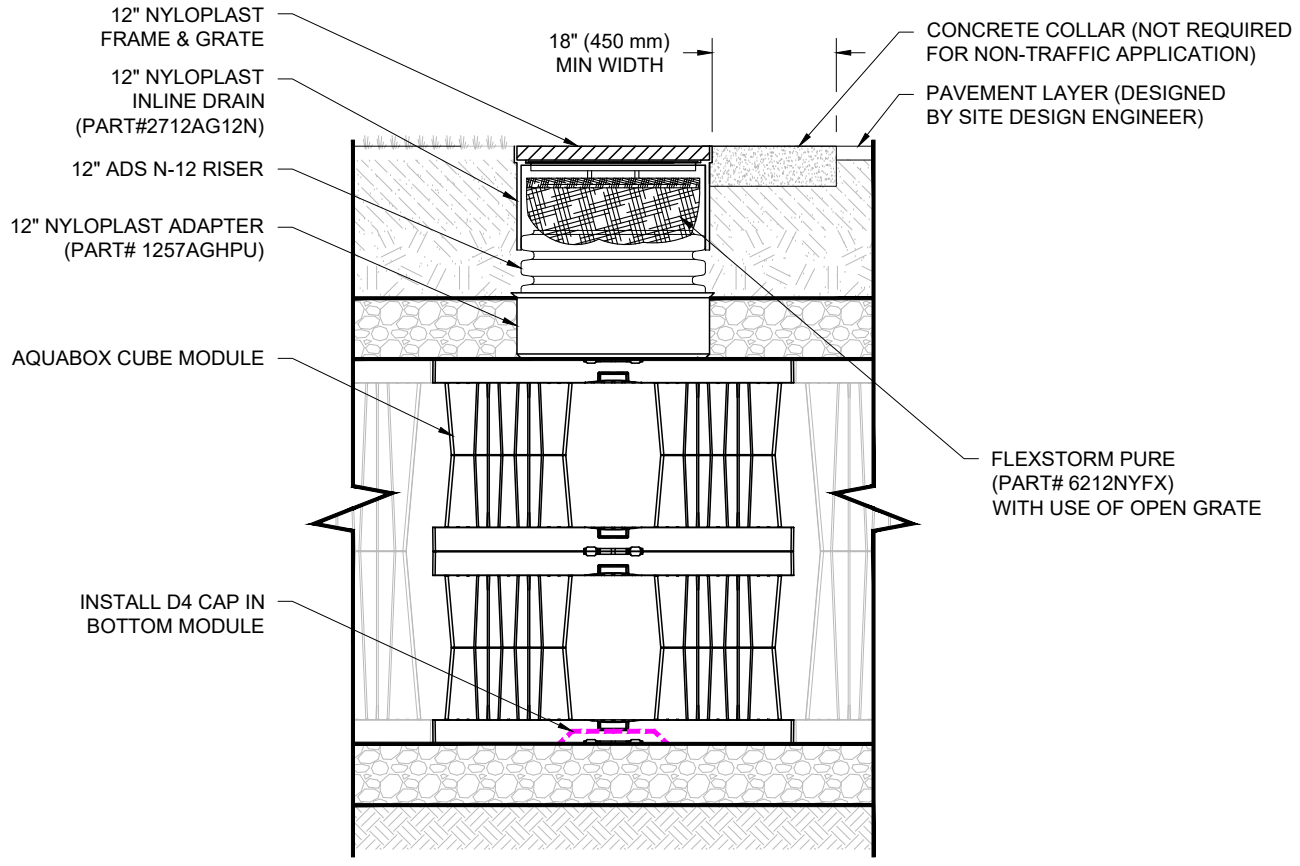 12" NYLOPLAST
FRAME & GRATE
12" NYLOPLAST
INLINE DRAIN
(PART#2712AG12N)
12" ADS N-12 RISER
12" NYLOPLAST ADAPTER
(PART# 1257AGHPU)
AQUABOX CUBE MODULE
INSTALL D4 CAP IN
BOTTOM MODULE
18" (450 mm)
MIN WIDTH
CONCRETE COLLAR (NOT REQUIRED
FOR NON-TRAFFIC APPLICATION)
PAVEMENT LAYER (DESIGNED
BY SITE DESIGN ENGINEER)
FLEXSTORM PURE
(PART# 6212NYFX)
WITH USE OF OPEN GRATE